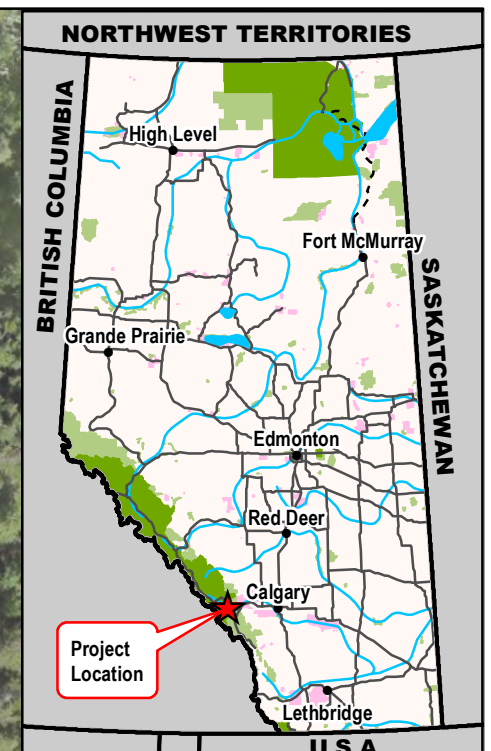 NORTHWEST TERRITORIES
BRITISH COLUMBIA
High Level
Fort McMurray
SASKATCHEWAN
Grande Prairie
Edmonton
Red Deer
Calgary
Project
Location
Lethbridge
U S A